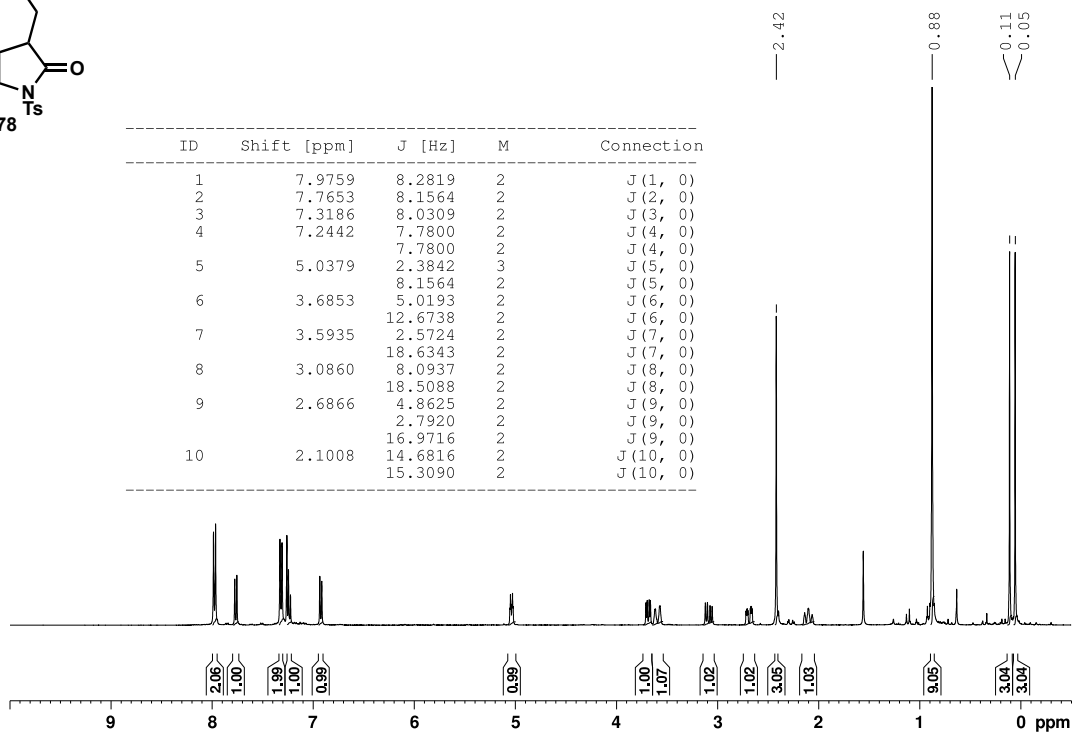 2.42
0.88
0.11
0.05
O
N
Ts
78
ID Shift [ppm] J [Hz] M Connection
1 7.9759 8.2819 2 J(1, 0)
2 7.7653 8.1564 2 J(2, 0)
3 7.3186 8.0309 2 J(3, 0)
4 7.2442 7.7800 2 J(4, 0)
7.7800 2 J(4, 0)
5 5.0379 2.3842 3 J(5, 0)
8.1564 2 J(5, 0)
6 3.6853 5.0193 2 J(6, 0)
12.6738 2 J(6, 0)
7 3.5935 2.5724 2 J(7, 0)
18.6343 2 J(7, 0)
8 3.0860 8.0937 2 J(8, 0)
18.5088 2 J(8, 0)
9 2.6866 4.8625 2 J(9, 0)
2.7920 2 J(9, 0)
16.9716 2 J(9, 0)
10 2.1008 14.6816 2 J(10, 0)
15.3090 2 J(10, 0)
2.06 1.00 1.99 1.00 0.99 0.99 1.00 1.07 1.02 1.02 3.05 1.03 9.05 3.04 3.04
9 8 7 6 5 4 3 2 1 0 ppm